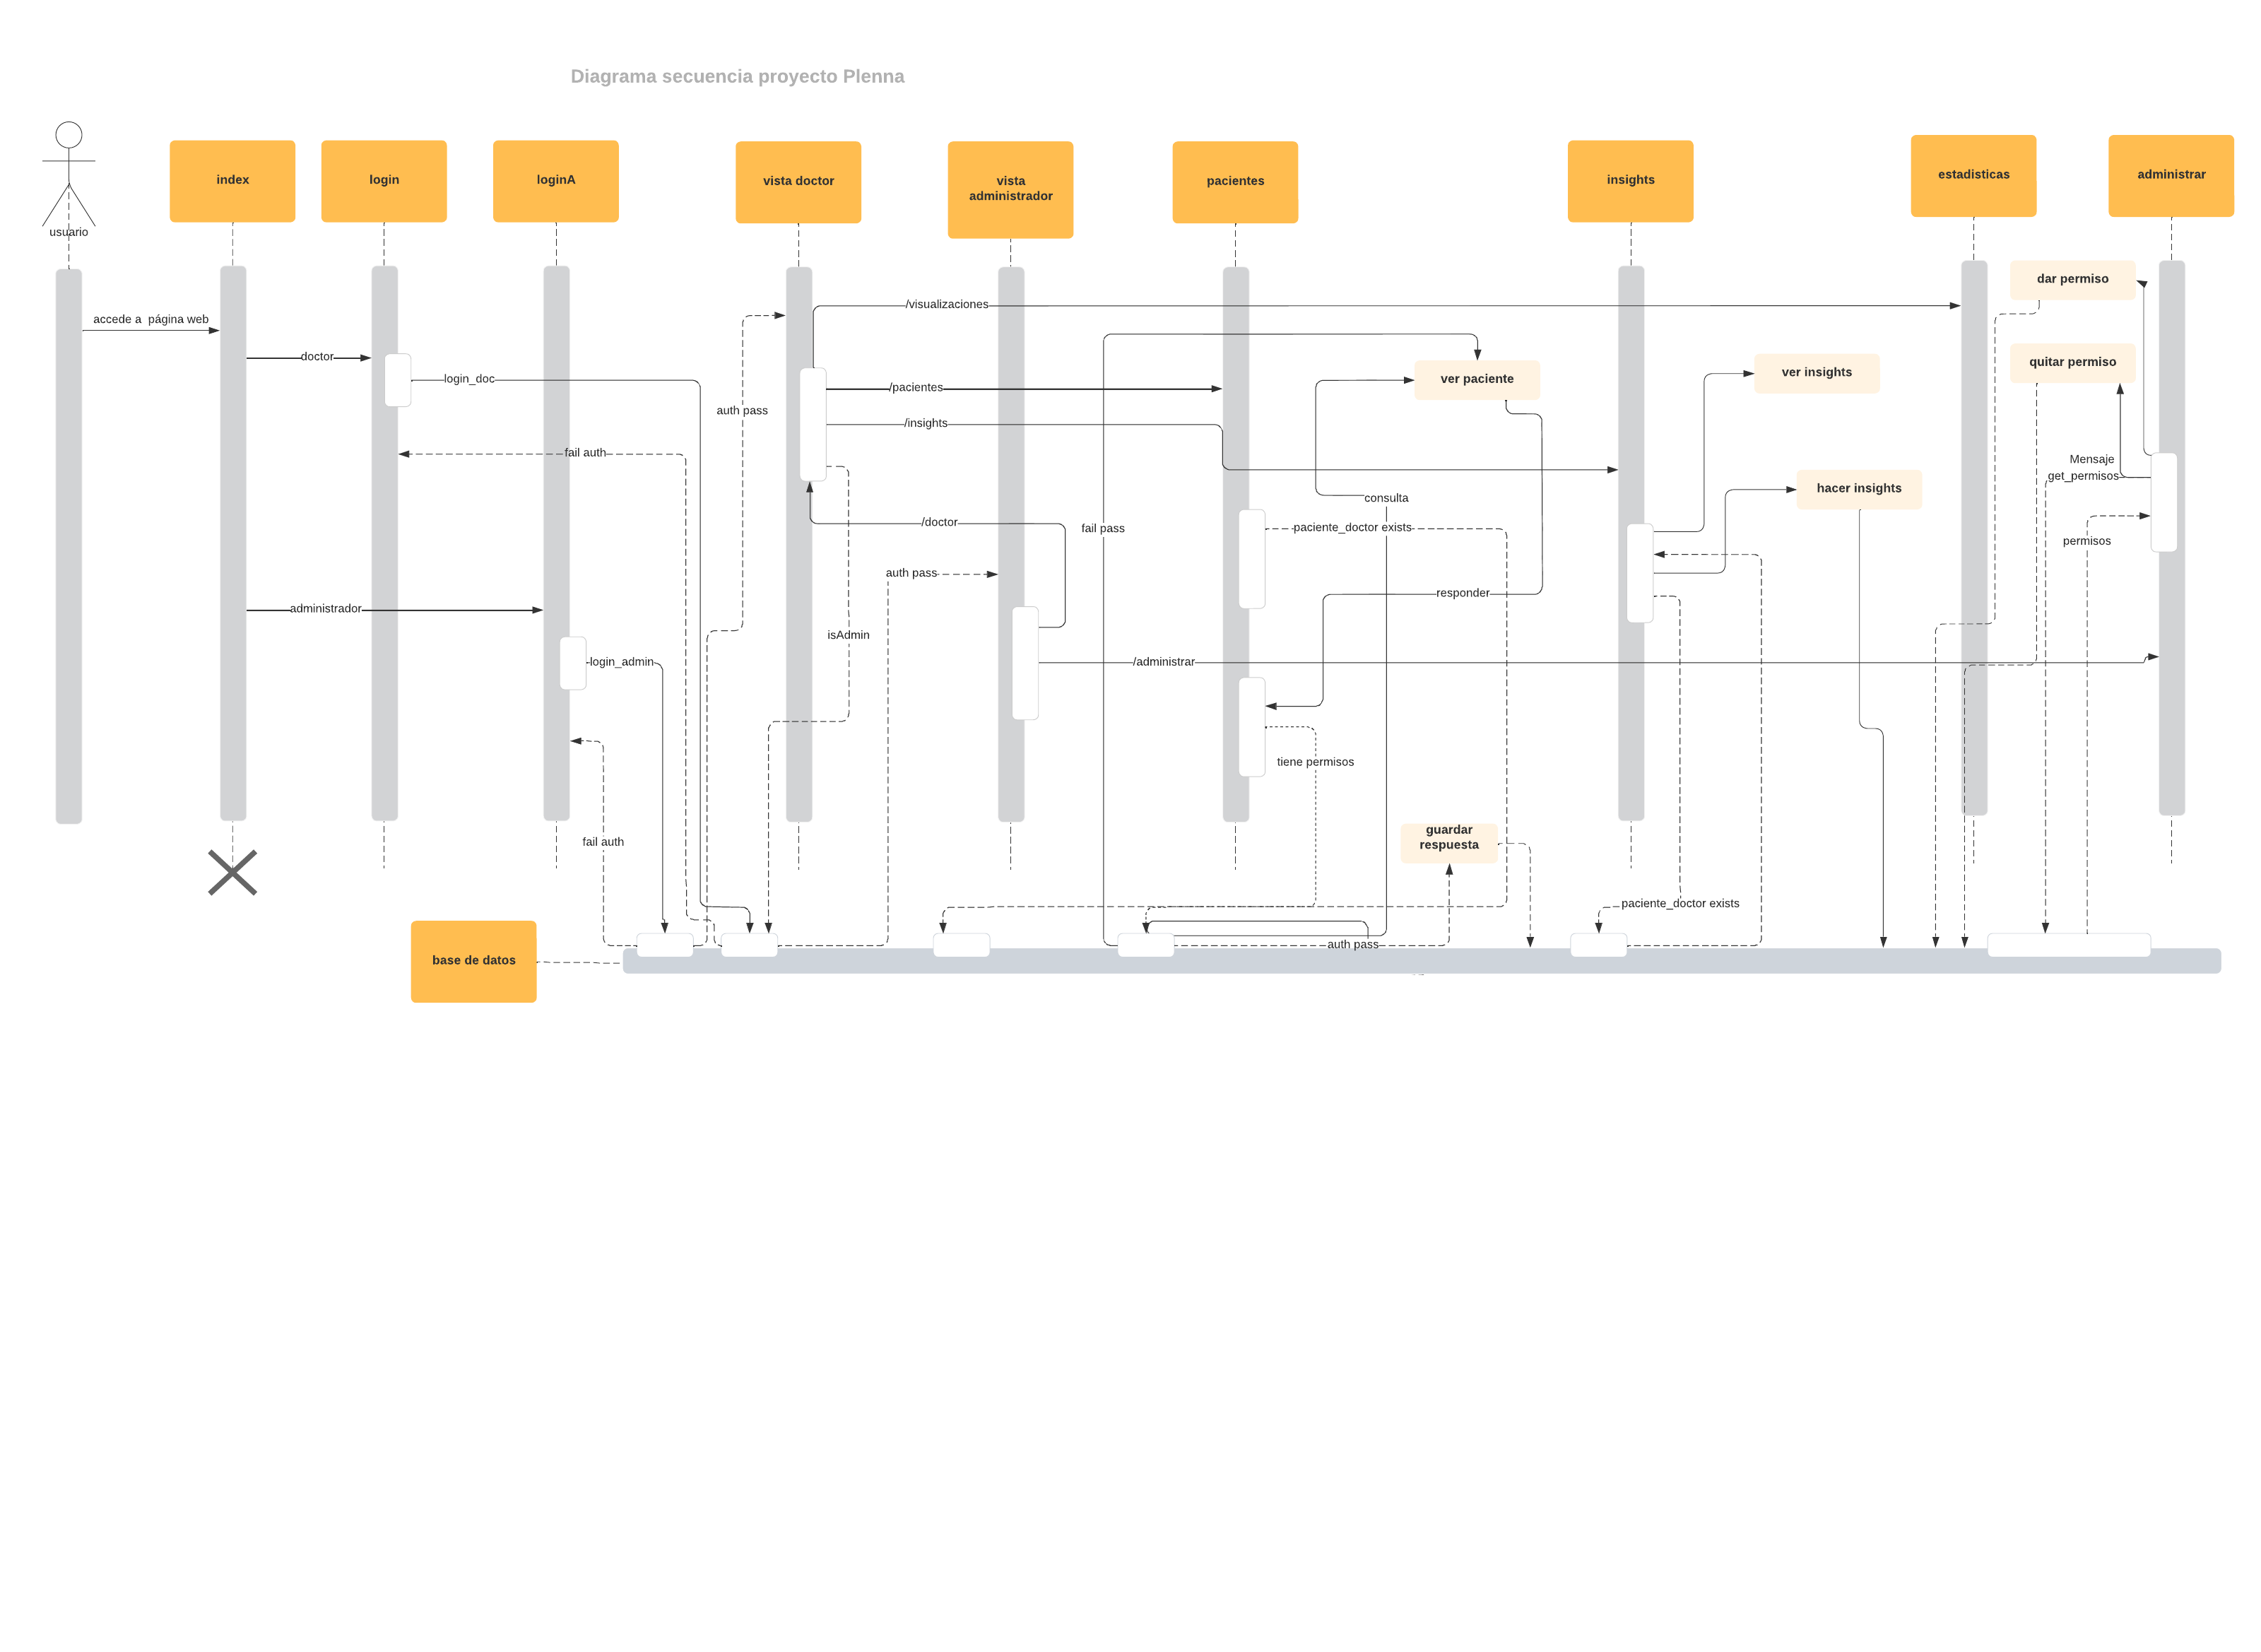 Diagrama secuencia proyecto Plenna
usuario
index
login
loginA
vista doctor
vista
administrador
pacientes
insights
estadisticas
administrar
dar permiso
/visualizaciones
accede a  página web
doctor
login_doc
auth pass
/pacientes
ver paciente
ver insights
quitar permiso
/insights
fail auth
Mensaje
get_permisos
hacer insights
consulta
/doctor
fail pass
paciente_doctor exists
permisos
auth pass
responder
administrador
isAdmin
login_admin
/administrar
tiene permisos
fail auth
guardar
respuesta
paciente_doctor exists
auth pass
base de datos